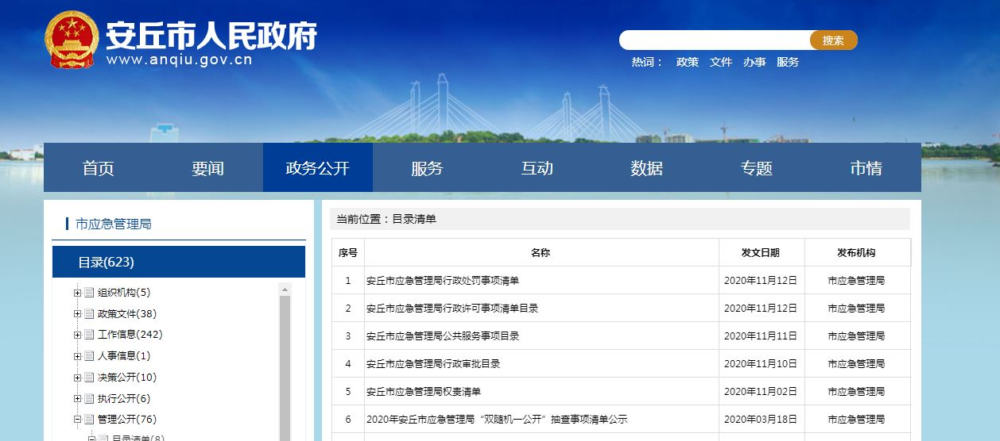 安丘市人民政府
www.anqiu.gov.cn
搜索
热词： 政策 文件 办事 服务
首页 要闻 政务公开 服务 互动 数据 专题 市情
市应急管理局
目录(623)
组织机构(5)
政策文件(38)
工作信息(242)
人事信息(1)
决策公开(10)
执行公开(6)
管理公开(76)
目录清单(8)
当前位置：目录清单
序号 名称 发文日期 发布机构
1 安丘市应急管理局行政处罚事项清单 2020年11月12日 市应急管理局
2 安丘市应急管理局行政许可事项清单目录 2020年11月12日 市应急管理局
3 安丘市应急管理局公共服务事项目录 2020年11月11日 市应急管理局
4 安丘市应急管理局行政审批目录 2020年11月10日 市应急管理局
5 安丘市应急管理局权责清单 2020年11月02日 市应急管理局
6 2020年安丘市应急管理局“双随机一公开”抽查事项清单公示 2020年03月18日 市应急管理局